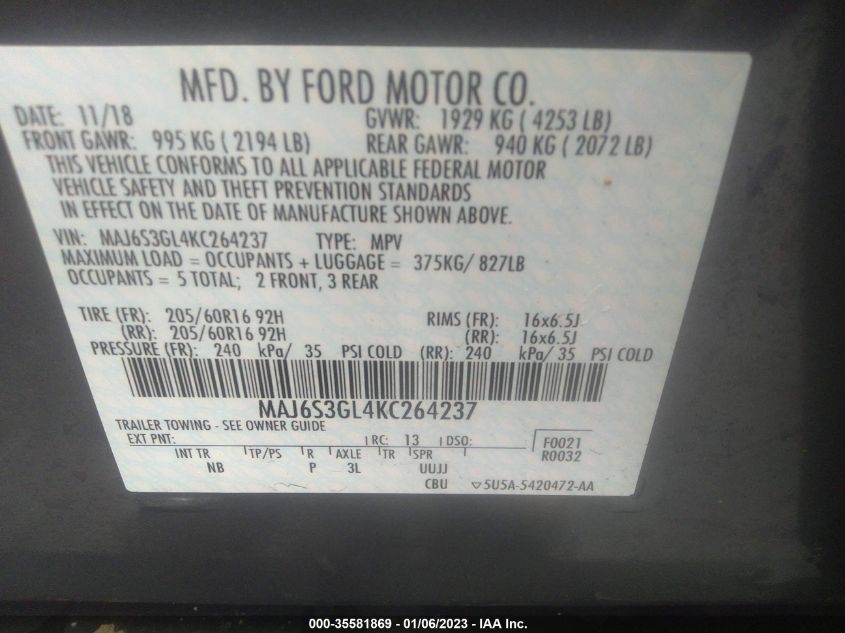 MFD. BY FORD MOTOR CO.
DATE: 11/18 GVWR: 1929 KG ( 4253 LB)
FRONT GAWR: 995 KG ( 2194 LB) REAR GAWR: 940 KG ( 2072 LB)
THIS VEHICLE CONFORMS TO ALL APPLICABLE FEDERAL MOTOR
VEHICLE SAFETY AND THEFT PREVENTION STANDARDS
IN EFFECT ON THE DATE OF MANUFACTURE SHOWN ABOVE.
VIN: MAJ6S3GL4KC264237 TYPE: MPV
MAXIMUM LOAD = OCCUPANTS + LUGGAGE = 375KG/ 827LB
OCCUPANTS = 5 TOTAL; 2 FRONT, 3 REAR
TIRE (FR): 205/60R16 92H RIMS (FR): 16x6.5J
(RR): 205/60R16 92H (RR): 16x6.5J
PRESSURE (FR): 240 kPa/ 35 PSI COLD (RR): 240 kPa/ 35 PSI COLD
MAJ6S3GL4KC264237
TRAILER TOWING - SEE OWNER GUIDE
EXT PNT: RC: 13 DSO: F0021
R0032
INT TR TP/PS R AXLE TR SPR
NB P 3L UUJJ
CBU 5U5A-5420472-AA
000-35581869 - 01/06/2023 - IAA Inc.